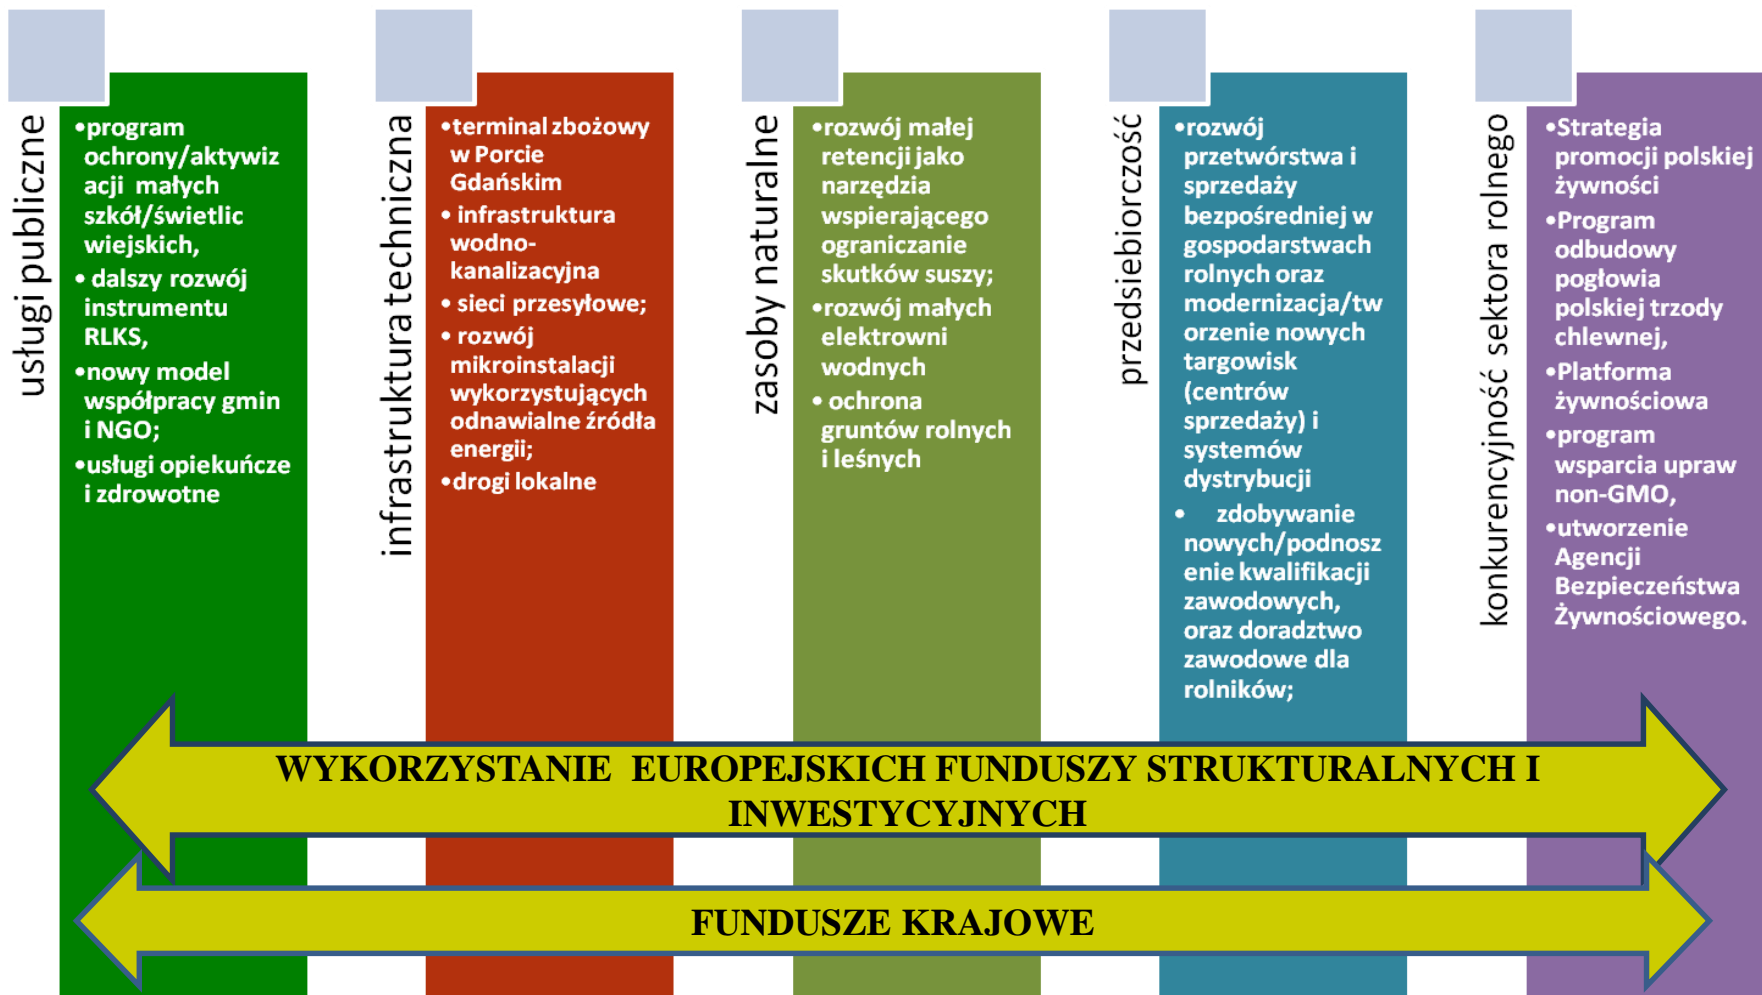 usługi publiczne
•program
ochrony/aktywiz
acji małych
szkół/świetlic
wiejskich,
• dalszy rozwój
instrumentu
RLKS,
•nowy model
współpracy gmin
i NGO;
•usługi opiekuńcze
i zdrowotne
infrastruktura techniczna
•terminal zbożowy
w Porcie
Gdańskim
• infrastruktura
wodno-
kanalizacyjna
• sieci przesyłowe;
• rozwój
mikroinstalacji
wykorzystujących
odnawialne źródła
energii;
•drogi lokalne
zasoby naturalne
•rozwój małej
retencji jako
narzędzia
wspierającego
ograniczanie
skutków suszy;
•rozwój małych
elektrowni
wodnych
• ochrona
gruntów rolnych
i leśnych
przedsiebiorczość
•rozwój
przetwórstwa i
sprzedaży
bezpośredniej w
gospodarstwach
rolnych oraz
modernizacja/tw
orzenie nowych
targowisk
(centrów
sprzedaży) i
systemów
dystrybucji
• zdobywanie
nowych/podnosz
enie kwalifikacji
zawodowych,
oraz doradztwo
zawodowe dla
rolników;
konkurencyjność sektora rolnego
•Strategia
promocji polskiej
żywności
•Program
odbudowy
pogłowia
polskiej trzody
chlewnej,
•Platforma
żywnościowa
•program
wsparcia upraw
non-GMO,
•utworzenie
Agencji
Bezpieczeństwa
Żywnościowego.
WYKORZYSTANIE EUROPEJSKICH FUNDUSZY STRUKTURALNYCH I
INWESTYCYJNYCH
FUNDUSZE KRAJOWE